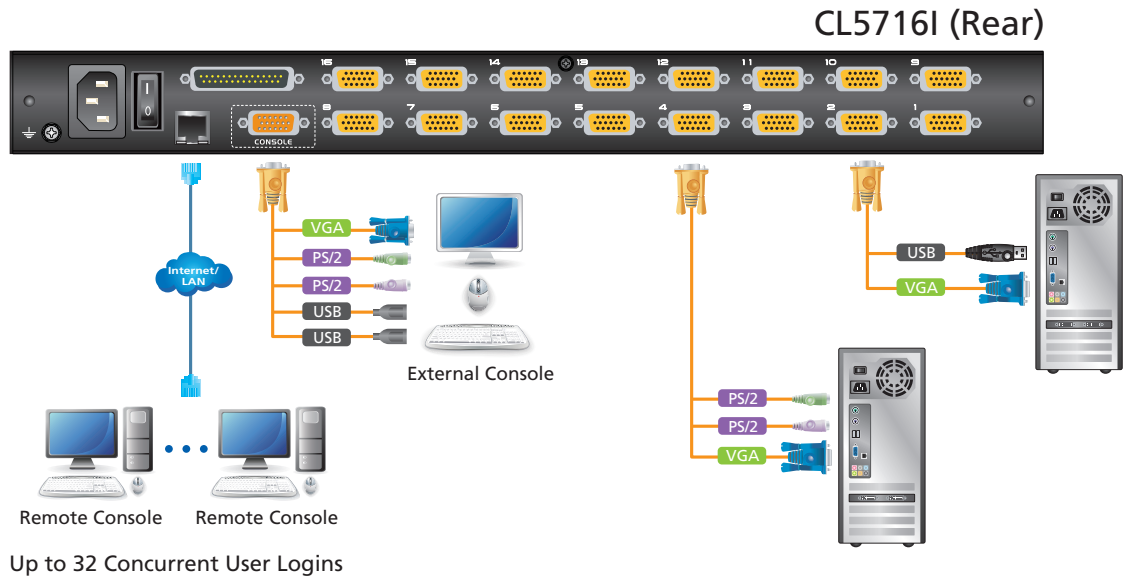 CL5716I (Rear)
16 15 14 13 12 11 10 9
8 7 6 5 4 3 2 1
I
O
CONSOLE
Internet/
LAN
VGA
PS/2
PS/2
USB
USB
External Console
USB
VGA
PS/2
PS/2
VGA
Remote Console Remote Console
Up to 32 Concurrent User Logins